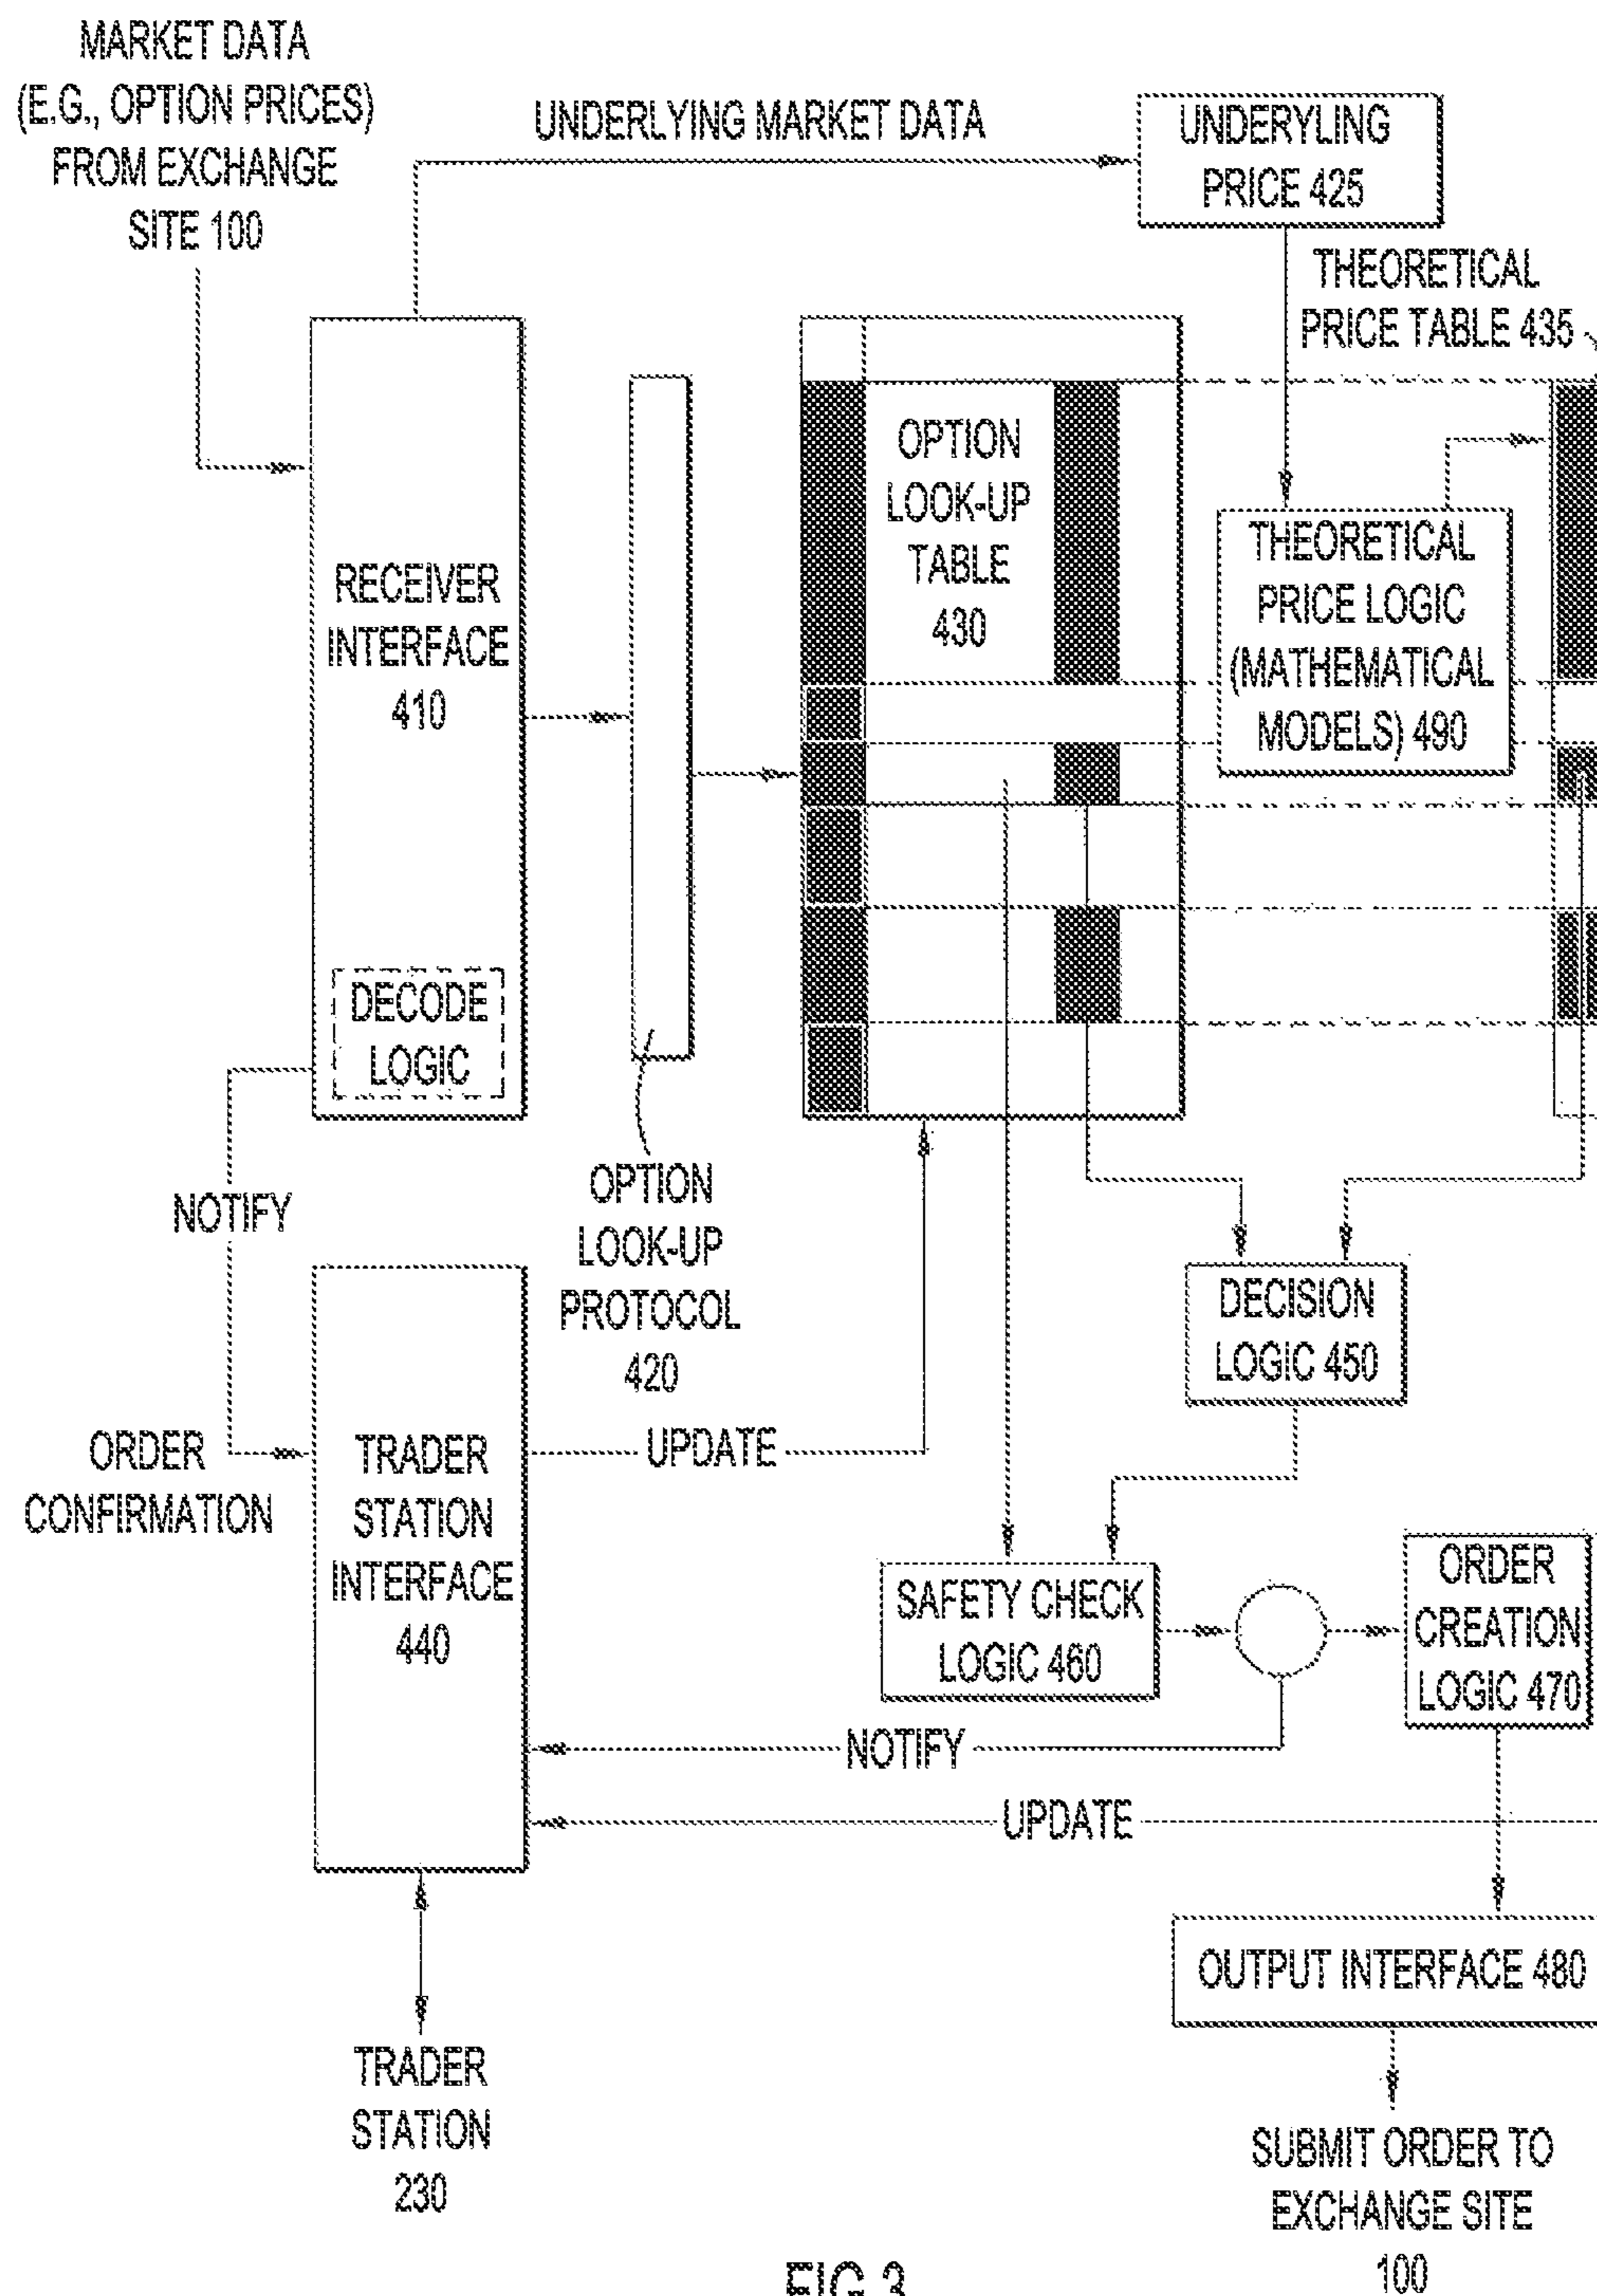 MARKET DATA
(E.G., OPTION PRICES)
FROM EXCHANGE
SITE 100
UNDERLYING MARKET DATA
UNDERYLING
PRICE 425
THEORETICAL
PRICE TABLE 435
RECEIVER
INTERFACE
410
DECODE
LOGIC
OPTION
LOOK-UP
TABLE
430
THEORETICAL
PRICE LOGIC
(MATHEMATICAL
MODELS) 490
NOTIFY
OPTION
LOOK-UP
PROTOCOL
420
DECISION
LOGIC 450
ORDER
CONFIRMATION
TRADER
STATION
INTERFACE
440
UPDATE
SAFETY CHECK
LOGIC 460
ORDER
CREATION
LOGIC 470
NOTIFY
UPDATE
OUTPUT INTERFACE 480
TRADER
STATION
230
SUBMIT ORDER TO
EXCHANGE SITE
100
FIG.3